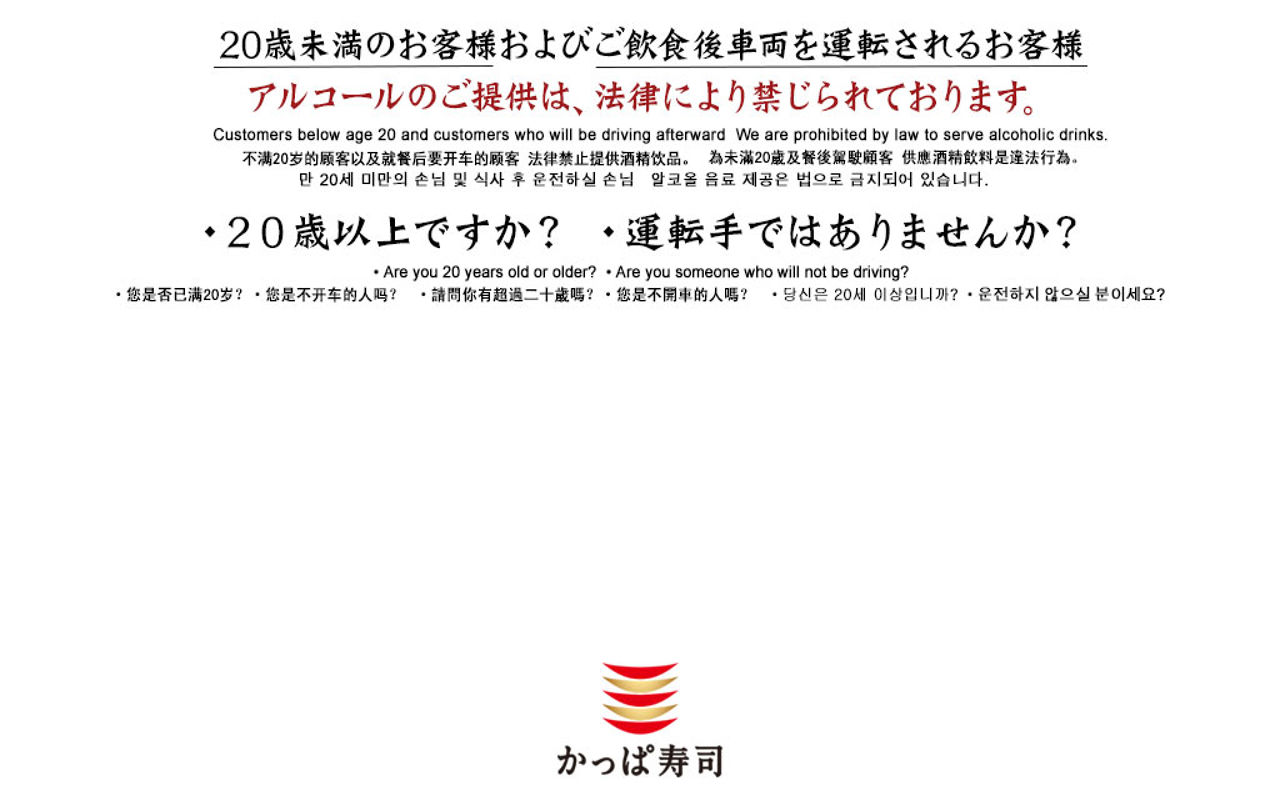 20歳未満のお客様およびご飲食後車両を運転されるお客様
アルコールのご提供は、法律により禁じられております。
Customers below age 20 and customers who will be driving afterward  We are prohibited by law to serve alcoholic drinks.
不满20岁的顾客以及就餐后要开车的顾客 法律禁止提供酒精饮品。 為未滿20歲及餐後駕駛顧客 供應酒精飲料是違法行為。
만 20세 미만의 손님 및 식사 후 운전하실 손님 알코올 음료 제공은 법으로 금지되어 있습니다.
・２０歳以上ですか？ ・運転手ではありませんか？
・Are you 20 years old or older? ・Are you someone who will not be driving?
・您是否已满20岁? ・您是不开车的人吗? ・請問你有超過二十歲嗎? ・您是不開車的人嗎? ・당신은 20세 이상입니까? ・운전하지 않으실 분이세요?
かっぱ寿司